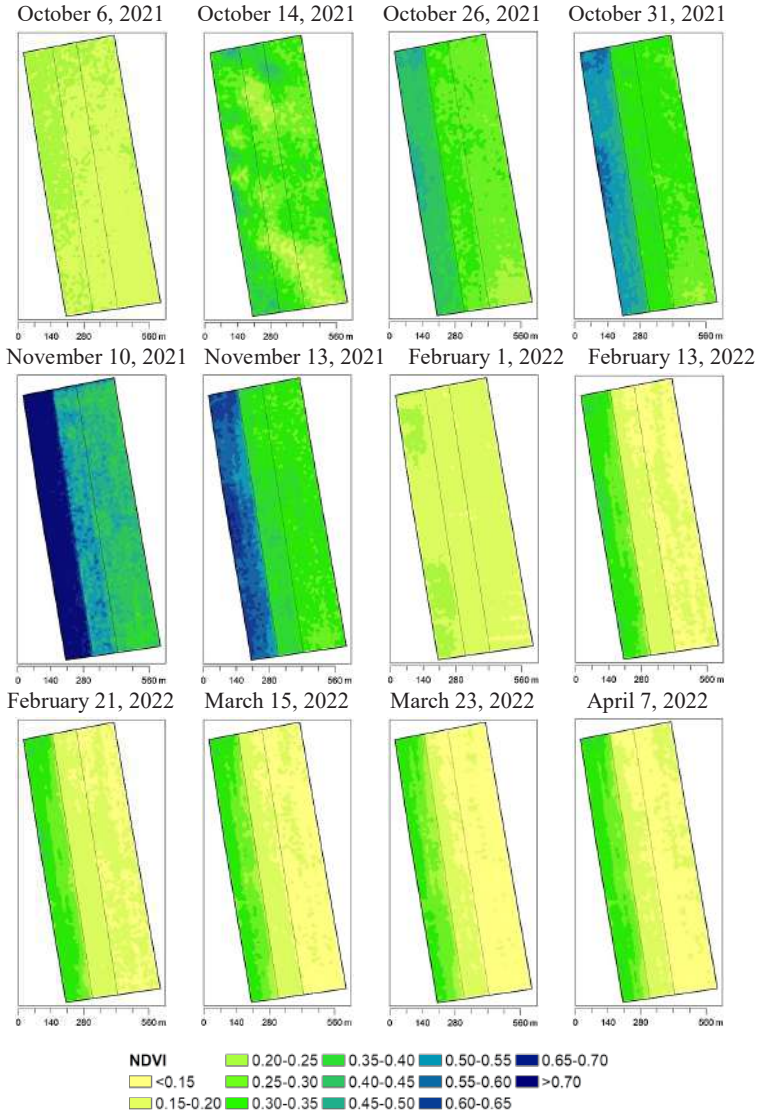 October 6, 2021 October 14, 2021 October 26, 2021 October 31, 2021
0 140 280 560 m 0 140 280 560 m 0 140 280 560 m 0 140 280 560 m
November 10, 2021 November 13, 2021 February 1, 2022 February 13, 2022
0 140 280 560 m 0 140 280 560 m 0 140 280 560 m 0 140 280 560 m
February 21, 2022 March 15, 2022 March 23, 2022 April 7, 2022
0 140 280 560 m 0 140 280 560 m 0 140 280 560 m 0 140 280 500 m
NDVI 0.20-0.25 0.35-0.40 0.50-0.55 0.65-0.70
<0.15 0.25-0.30 0.40-0.45 0.55-0.60 >0.70
0.15-0.20 0.30-0.35 0.45-0.50 0.60-0.65